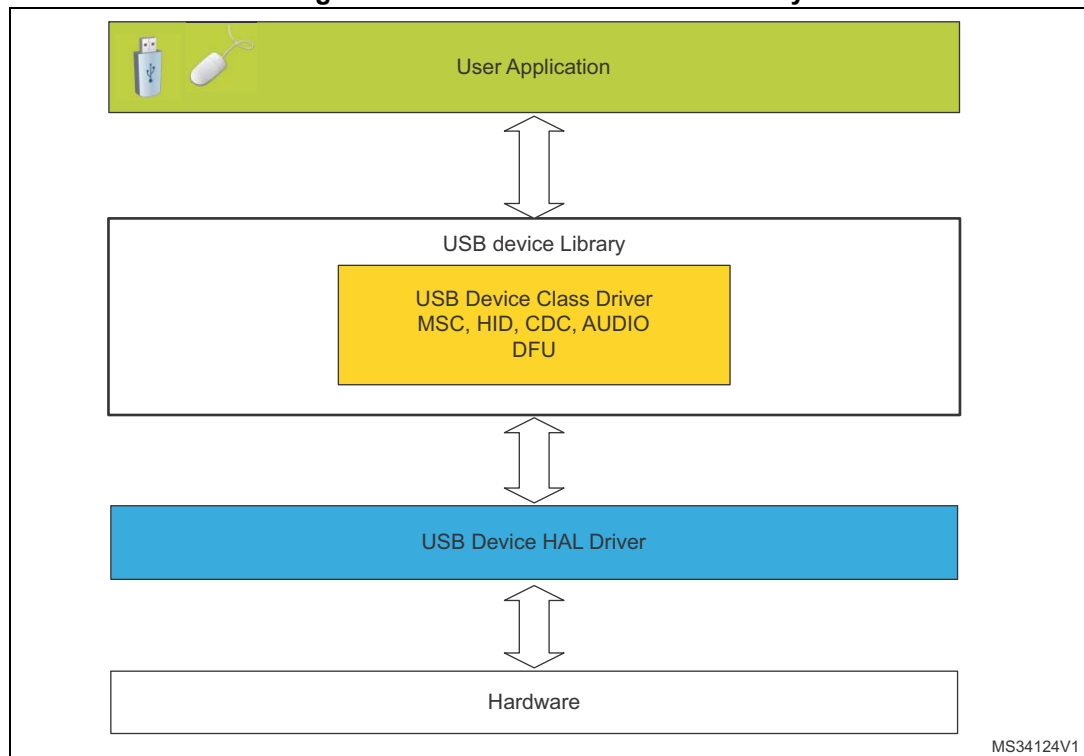 User Application
USB device Library
USB Device Class Driver
MSC, HID, CDC, AUDIO
DFU
USB Device HAL Driver
Hardware
MS34124V1